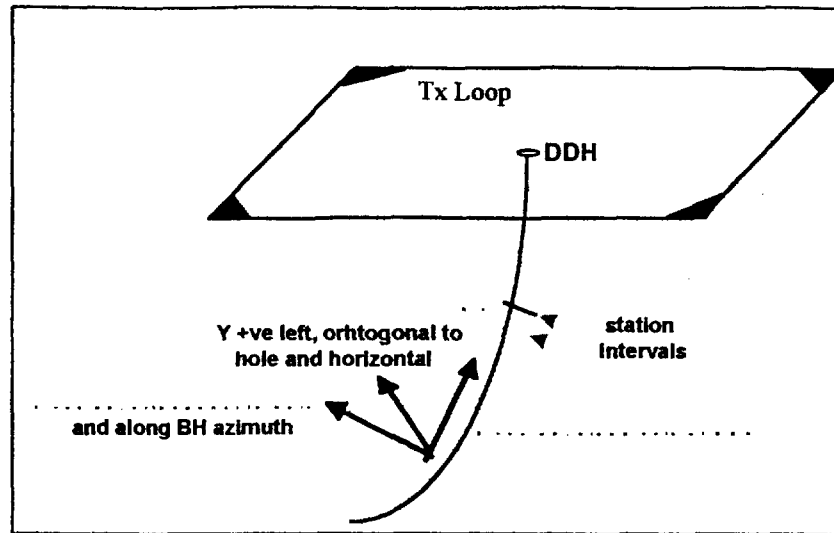 Tx Loop
DDH
station
intervals
Y +ve left, orhtogonal to
hole and horizontal
and along BH azimuth